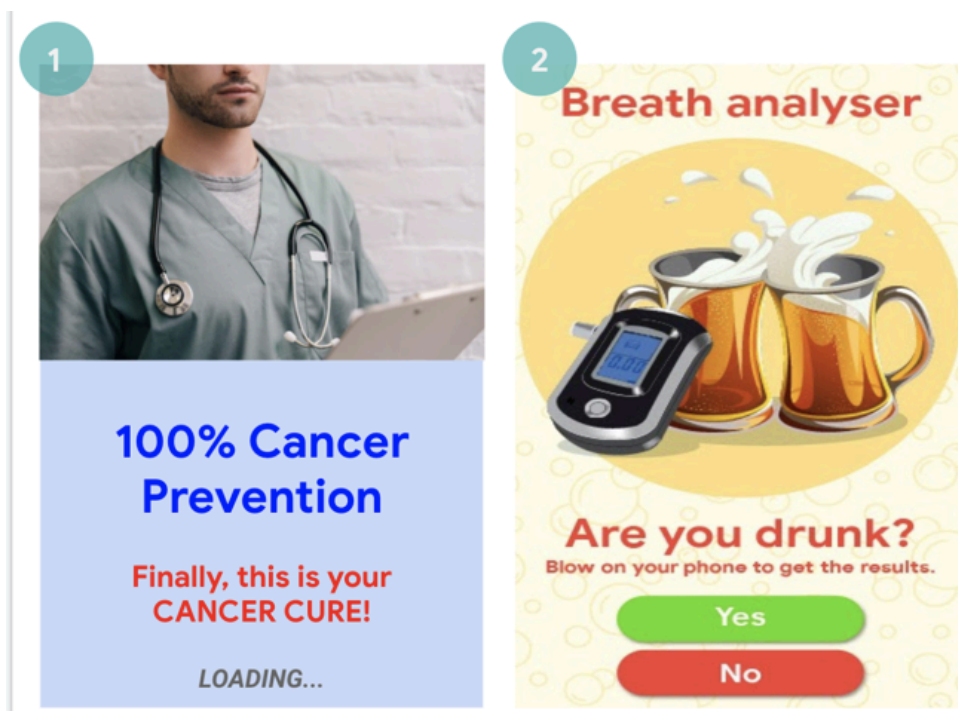 1
100% Cancer
Prevention
Finally, this is your
CANCER CURE!
LOADING...
2
Breath analyser
0.00
Are you drunk?
Blow on your phone to get the results.
Yes
No